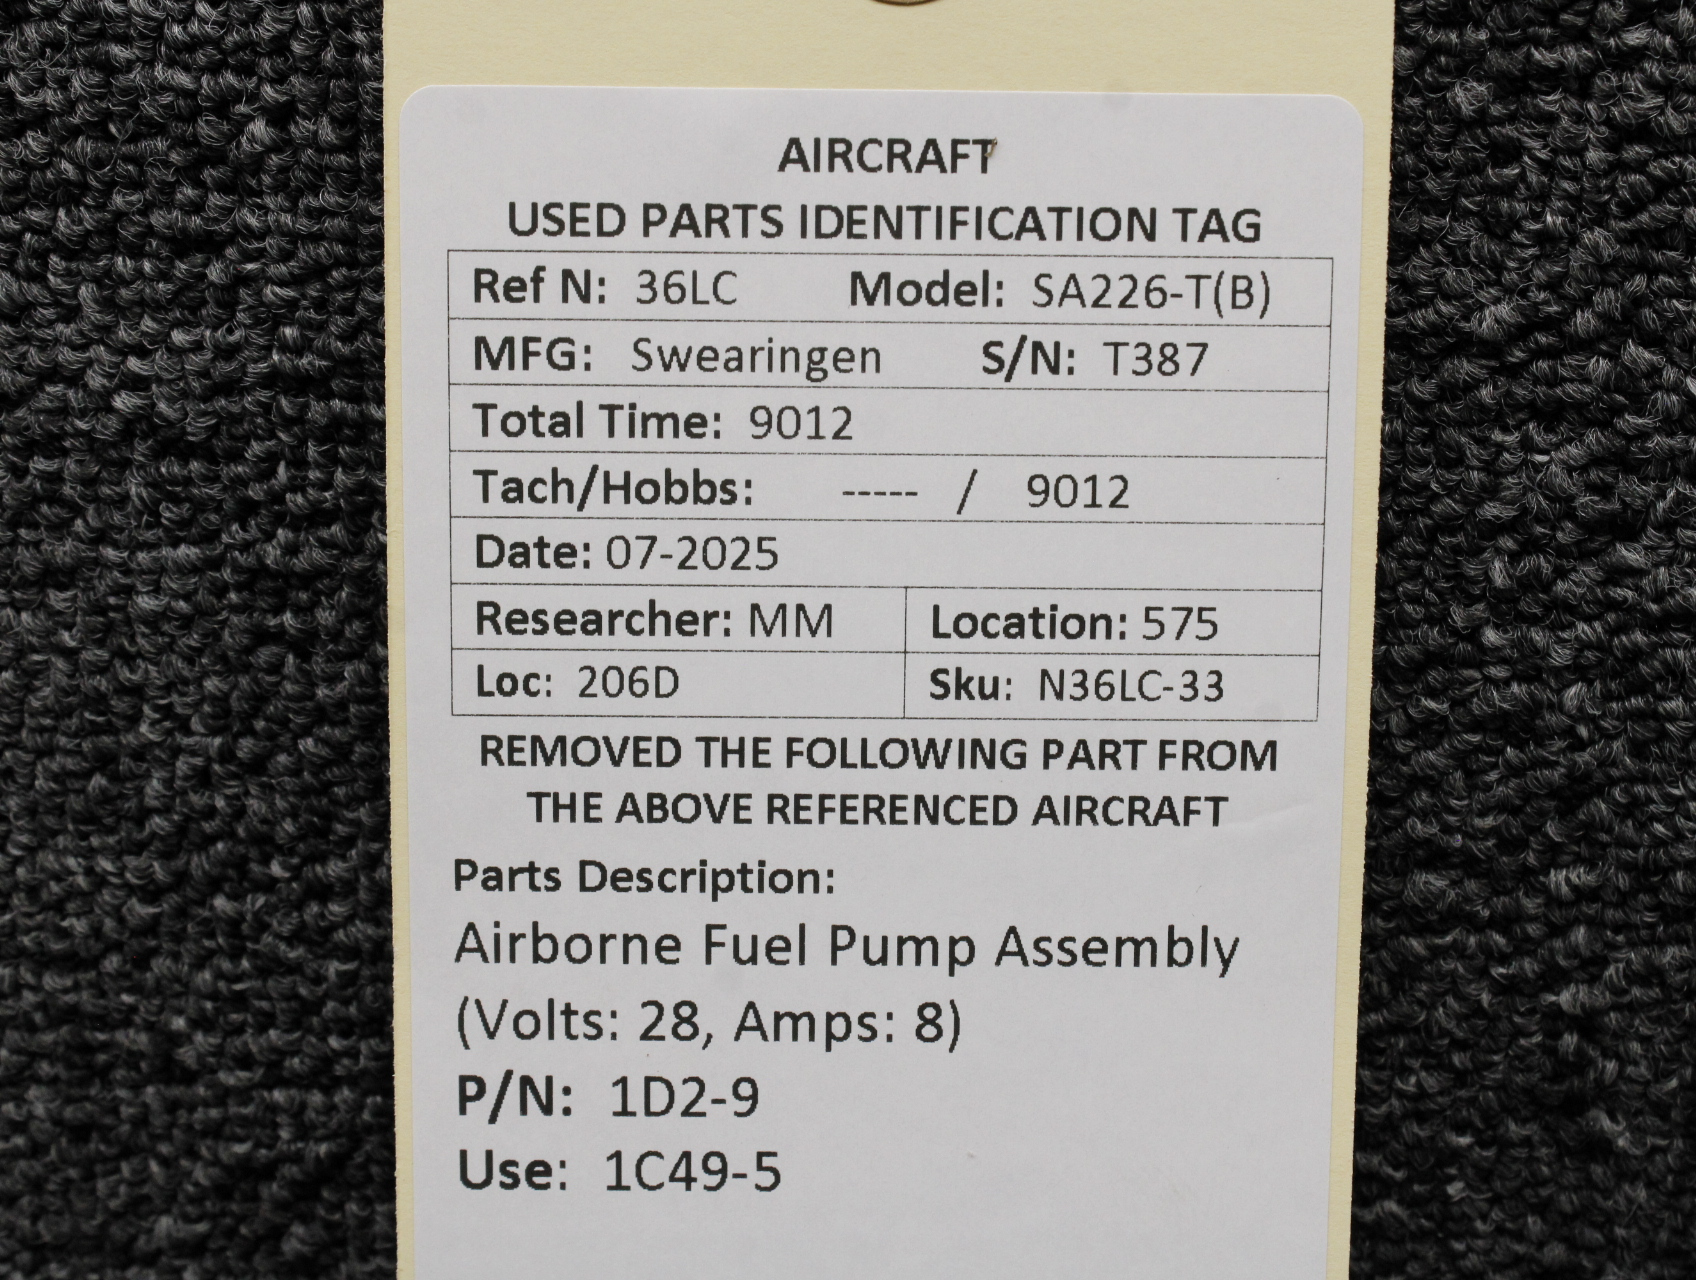 AIRCRAFT
USED PARTS IDENTIFICATION TAG
Ref N: 36LC Model: SA226-T(B)
MFG: Swearingen S/N: T387
Total Time: 9012
Tach/Hobbs: ----- / 9012
Date: 07-2025
Researcher: MM Location: 575
Loc: 206D Sku: N36LC-33
REMOVED THE FOLLOWING PART FROM
THE ABOVE REFERENCED AIRCRAFT
Parts Description:
Airborne Fuel Pump Assembly
(Volts: 28, Amps: 8)
P/N: 1D2-9
Use: 1C49-5